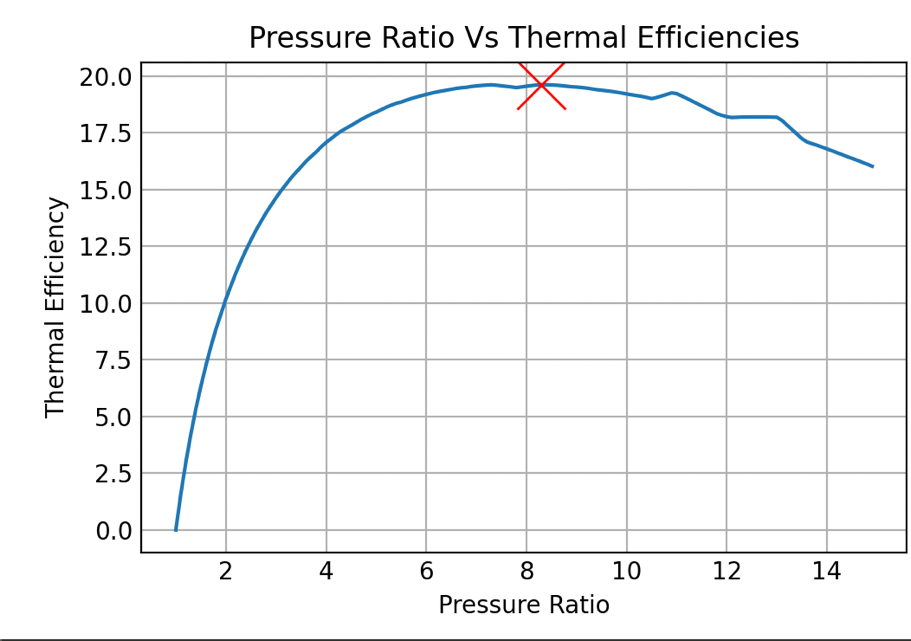 Pressure Ratio Vs Thermal Efficiencies
20.0
17.5
15.0
12.5
10.0
7.5
5.0
2.5
0.0
Thermal Efficiency
2 4 6 8 10 12 14
Pressure Ratio